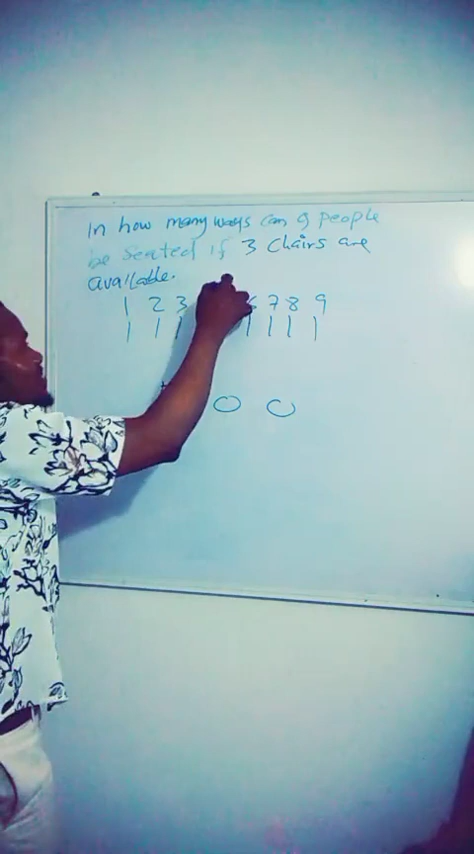 In how many ways can 9 people
be Seated if 3 Chairs are
available.
1 2 3 6 7 8 9